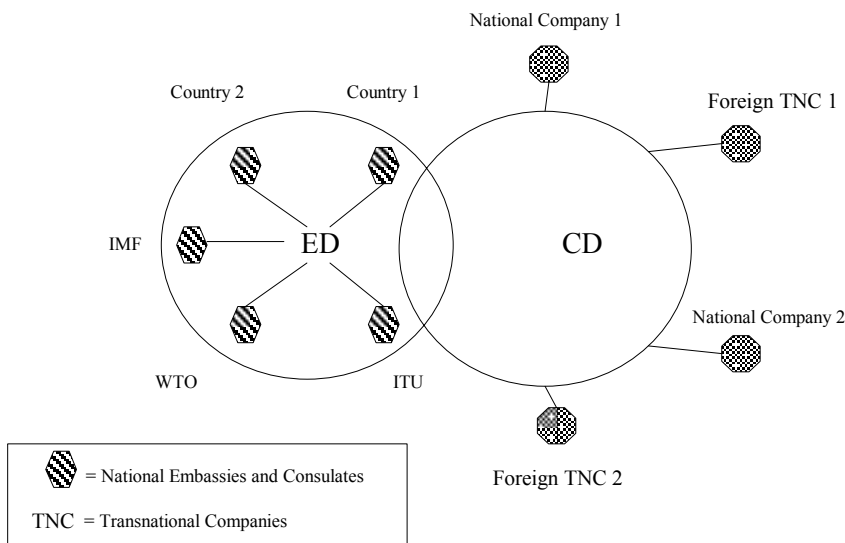 National Company 1
Country 2
Country 1
Foreign TNC 1
IMF
ED
CD
National Company 2
WTO
ITU
Foreign TNC 2
= National Embassies and Consulates
TNC = Transnational Companies